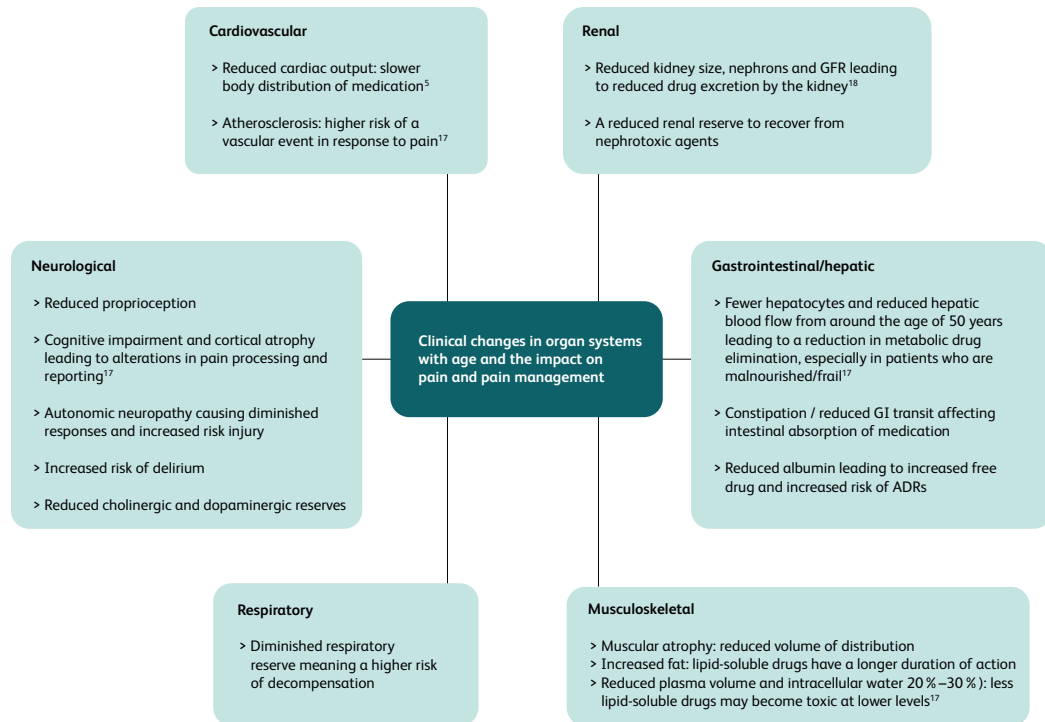 Cardiovascular
> Reduced cardiac output: slower
body distribution of medication⁵
> Atherosclerosis: higher risk of a
vascular event in response to pain¹⁷
Renal
> Reduced kidney size, nephrons and GFR leading
to reduced drug excretion by the kidney¹⁸
> A reduced renal reserve to recover from
nephrotoxic agents
Neurological
> Reduced proprioception
> Cognitive impairment and cortical atrophy
leading to alterations in pain processing and
reporting¹⁷
> Autonomic neuropathy causing diminished
responses and increased risk injury
> Increased risk of delirium
> Reduced cholinergic and dopaminergic reserves
Clinical changes in organ systems
with age and the impact on
pain and pain management
Gastrointestinal/hepatic
> Fewer hepatocytes and reduced hepatic
blood flow from around the age of 50 years
leading to a reduction in metabolic drug
elimination, especially in patients who are
malnourished/frail¹⁷
> Constipation / reduced GI transit affecting
intestinal absorption of medication
> Reduced albumin leading to increased free
drug and increased risk of ADRs
Respiratory
> Diminished respiratory
reserve meaning a higher risk
of decompensation
Musculoskeletal
> Muscular atrophy: reduced volume of distribution
> Increased fat: lipid-soluble drugs have a longer duration of action
> Reduced plasma volume and intracellular water 20 %–30 %): less
lipid-soluble drugs may become toxic at lower levels¹⁷